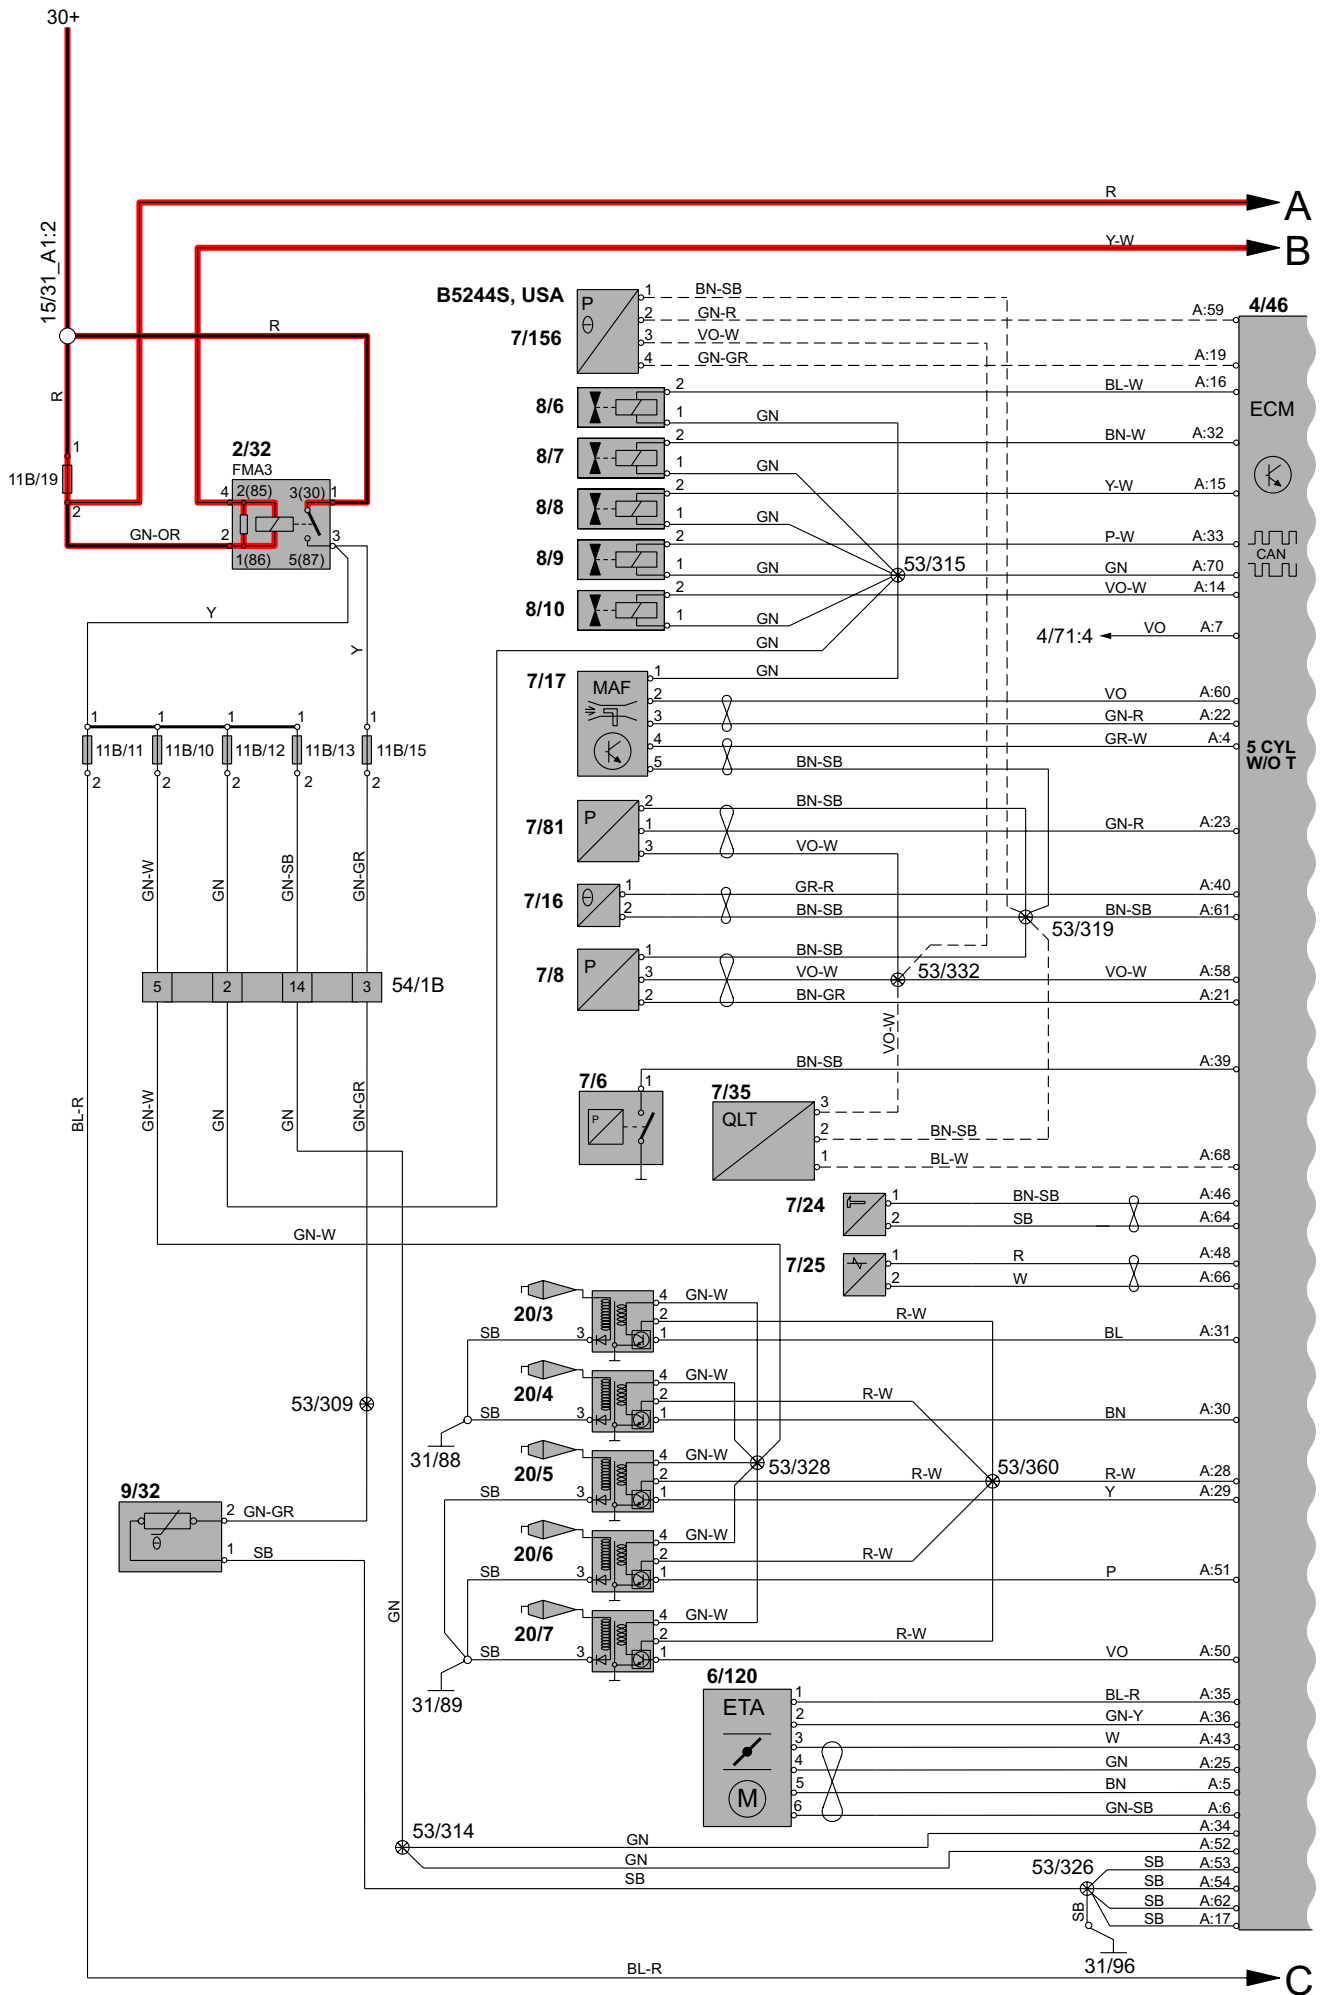 30+
15/31_A1:2
R
A
Y-W
B
R
R
1
11B/19
2
GN-OR
2/32
FMA3
4 2(85) 3(30) 1
2 3
1(86) 5(87)
Y
Y
1 1 1 1 1
11B/11 11B/10 11B/12 11B/13 11B/15
2 2 2 2 2
GN-W GN GN-SB GN-GR
5 2 14 3 54/1B
BL-R GN-W GN GN GN-GR
GN-W
53/309
9/32
2 GN-GR
1 SB
θ
GN
B5244S, USA
7/156
P
θ
1 BN-SB
2 GN-R A:59
3 VO-W
4 GN-GR A:19
4/46
ECM
CAN
5 CYL
W/O T
8/6
2 BL-W A:16
1 GN
8/7
2 BN-W A:32
1 GN
8/8
2 Y-W A:15
1 GN
8/9
2 P-W A:33
1 GN 53/315 GN A:70
8/10
2 VO-W A:14
1 GN
GN
4/71:4 VO A:7
7/17
MAF
1 GN
2 VO A:60
3 GN-R A:22
4 GR-W A:4
5 BN-SB
7/81
P
2 BN-SB
1 GN-R A:23
3 VO-W
7/16
θ
1 GR-R A:40
2 BN-SB BN-SB A:61
53/319
7/8
P
1 BN-SB
3 VO-W 53/332 VO-W A:58
2 BN-GR A:21
VO-W
7/6
P
1 BN-SB A:39
7/35
QLT
3
2 BN-SB
1 BL-W A:68
7/24
1 BN-SB A:46
2 SB A:64
7/25
1 R A:48
2 W A:66
20/3
4 GN-W
2 R-W
3 SB
1 BL A:31
20/4
4 GN-W
2 R-W
3 SB
1 BN A:30
31/88
20/5
4 GN-W 53/328
2 R-W 53/360 R-W A:28
3 SB
1 Y A:29
20/6
4 GN-W
2 R-W
3 SB
1 P A:51
20/7
4 GN-W
2 R-W
3 SB
1 VO A:50
31/89
6/120
ETA
M
1 BL-R A:35
2 GN-Y A:36
3 W A:43
4 GN A:25
5 BN A:5
6 GN-SB A:6
53/314
GN A:34
GN A:52
SB
53/326
SB A:53
SB A:54
SB A:62
SB A:17
SB
31/96
BL-R
C